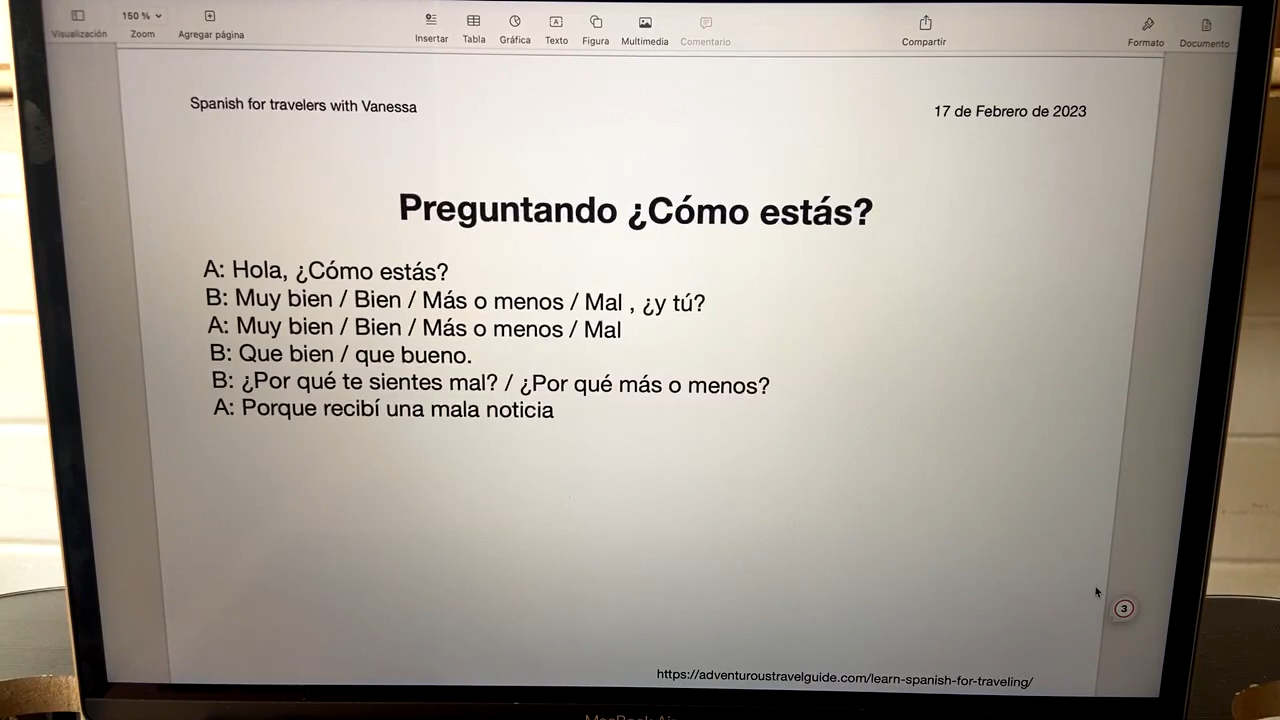 Visualización
150 %
Zoom
Agregar página
Insertar
Tabla
Gráfica
Texto
Figura
Multimedia
Comentario
Compartir
Formato
Documento
Spanish for travelers with Vanessa
17 de Febrero de 2023
Preguntando ¿Cómo estás?
A: Hola, ¿Cómo estás?
B: Muy bien / Bien / Más o menos / Mal , ¿y tú?
A: Muy bien / Bien / Más o menos / Mal
B: Que bien / que bueno.
B: ¿Por qué te sientes mal? / ¿Por qué más o menos?
A: Porque recibí una mala noticia
3
https://adventuroustravelguide.com/learn-spanish-for-traveling/
MacBook Air